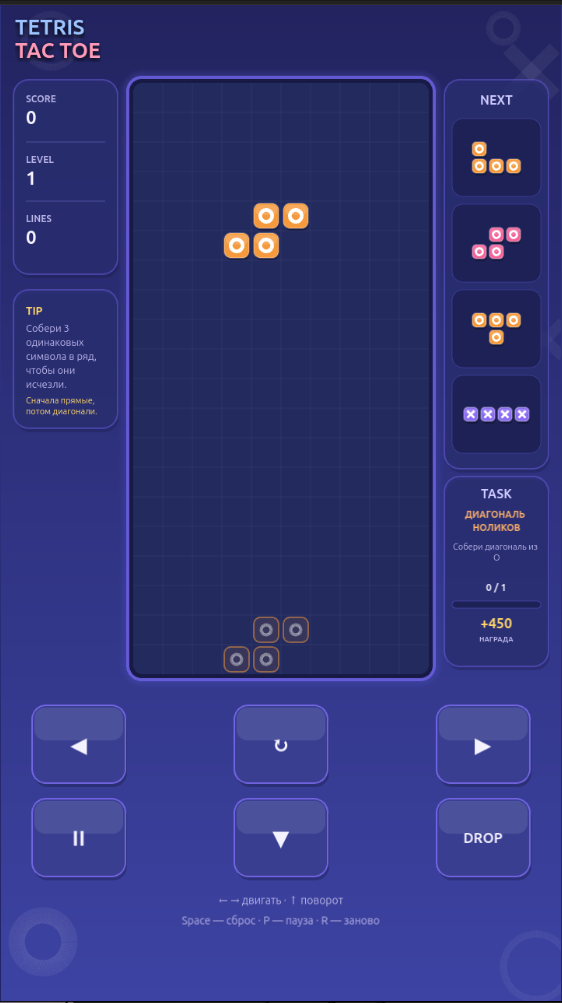 TETRIS
TAC TOE
SCORE
0
LEVEL
1
LINES
0
TIP
Собери 3
одинаковых
символа в ряд,
чтобы они
исчезли.
Сначала прямые,
потом диагонали.
NEXT
TASK
ДИАГОНАЛЬ
НОЛИКОВ
Собери диагональ из
О
0 / 1
+450
НАГРАДА
◀
↻
▶
II
▼
DROP
← → двигать · ↑ поворот
Space — сброс · P — пауза · R — заново